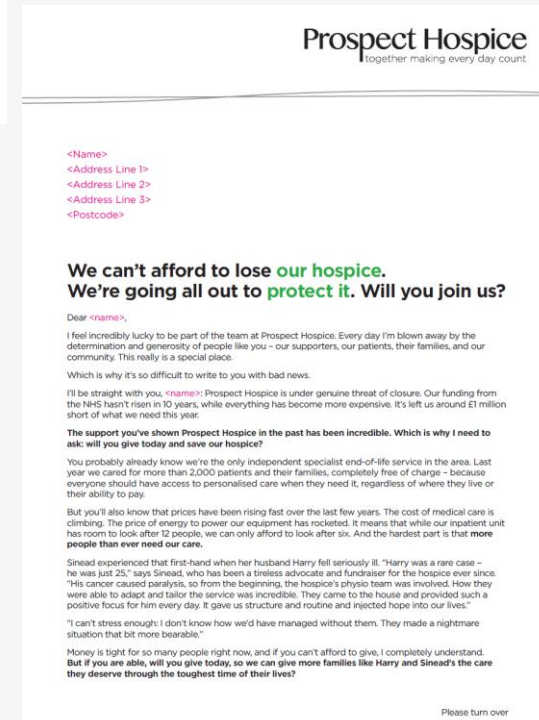 Prospect Hospice
together making every day count
<Name>
<Address Line 1>
<Address Line 2>
<Address Line 3>
<Postcode>
We can't afford to lose our hospice.
We're going all out to protect it. Will you join us?
Dear <name>,
I feel incredibly lucky to be part of the team at Prospect Hospice. Every day I'm blown away by the
determination and generosity of people like you – our supporters, our patients, their families, and our
community. This really is a special place.
Which is why it's so difficult to write to you with bad news.
I'll be straight with you, <name>: Prospect Hospice is under genuine threat of closure. Our funding from
the NHS hasn't risen in 10 years, while everything has become more expensive. It's left us around £1 million
short of what we need this year.
The support you've shown Prospect Hospice in the past has been incredible. Which is why I need to
ask: will you give today and save our hospice?
You probably already know we're the only independent specialist end-of-life service in the area. Last
year we cared for more than 2,000 patients and their families, completely free of charge – because
everyone should have access to personalised care when they need it, regardless of where they live or
their ability to pay.
But you'll also know that prices have been rising fast over the last few years. The cost of medical care is
climbing. The price of energy to power our equipment has rocketed. It means that while our inpatient unit
has room to look after 12 people, we can only afford to look after six. And the hardest part is that more
people than ever need our care.
Sinead experienced that first-hand when her husband Harry fell seriously ill. "Harry was a rare case –
he was just 25," says Sinead, who has been a tireless advocate and fundraiser for the hospice ever since.
"His cancer caused paralysis, so from the beginning, the hospice's physio team was involved. How they
were able to adapt and tailor the service was incredible. They came to the house and provided such a
positive focus for him every day. It gave us structure and routine and injected hope into our lives."
"I can't stress enough: I don't know how we'd have managed without them. They made a nightmare
situation that bit more bearable."
Money is tight for so many people right now, and if you can't afford to give, I completely understand.
But if you are able, will you give today, so we can give more families like Harry and Sinead's the care
they deserve through the toughest time of their lives?
Please turn over